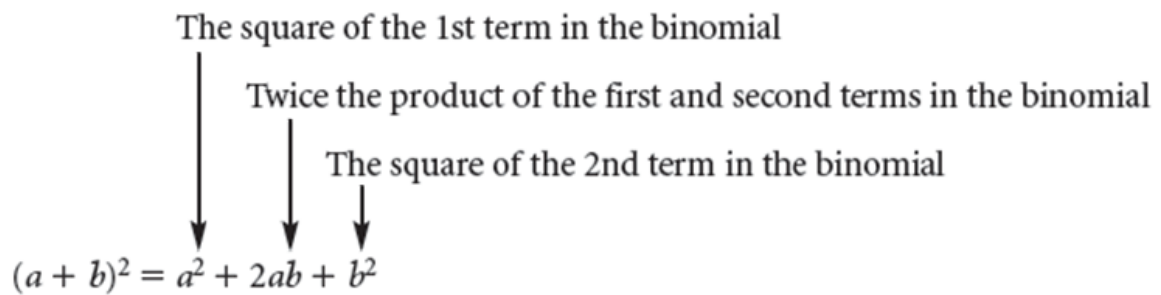 The square of the 1st term in the binomial
Twice the product of the first and second terms in the binomial
The square of the 2nd term in the binomial
(a + b)² = a² + 2ab + b²